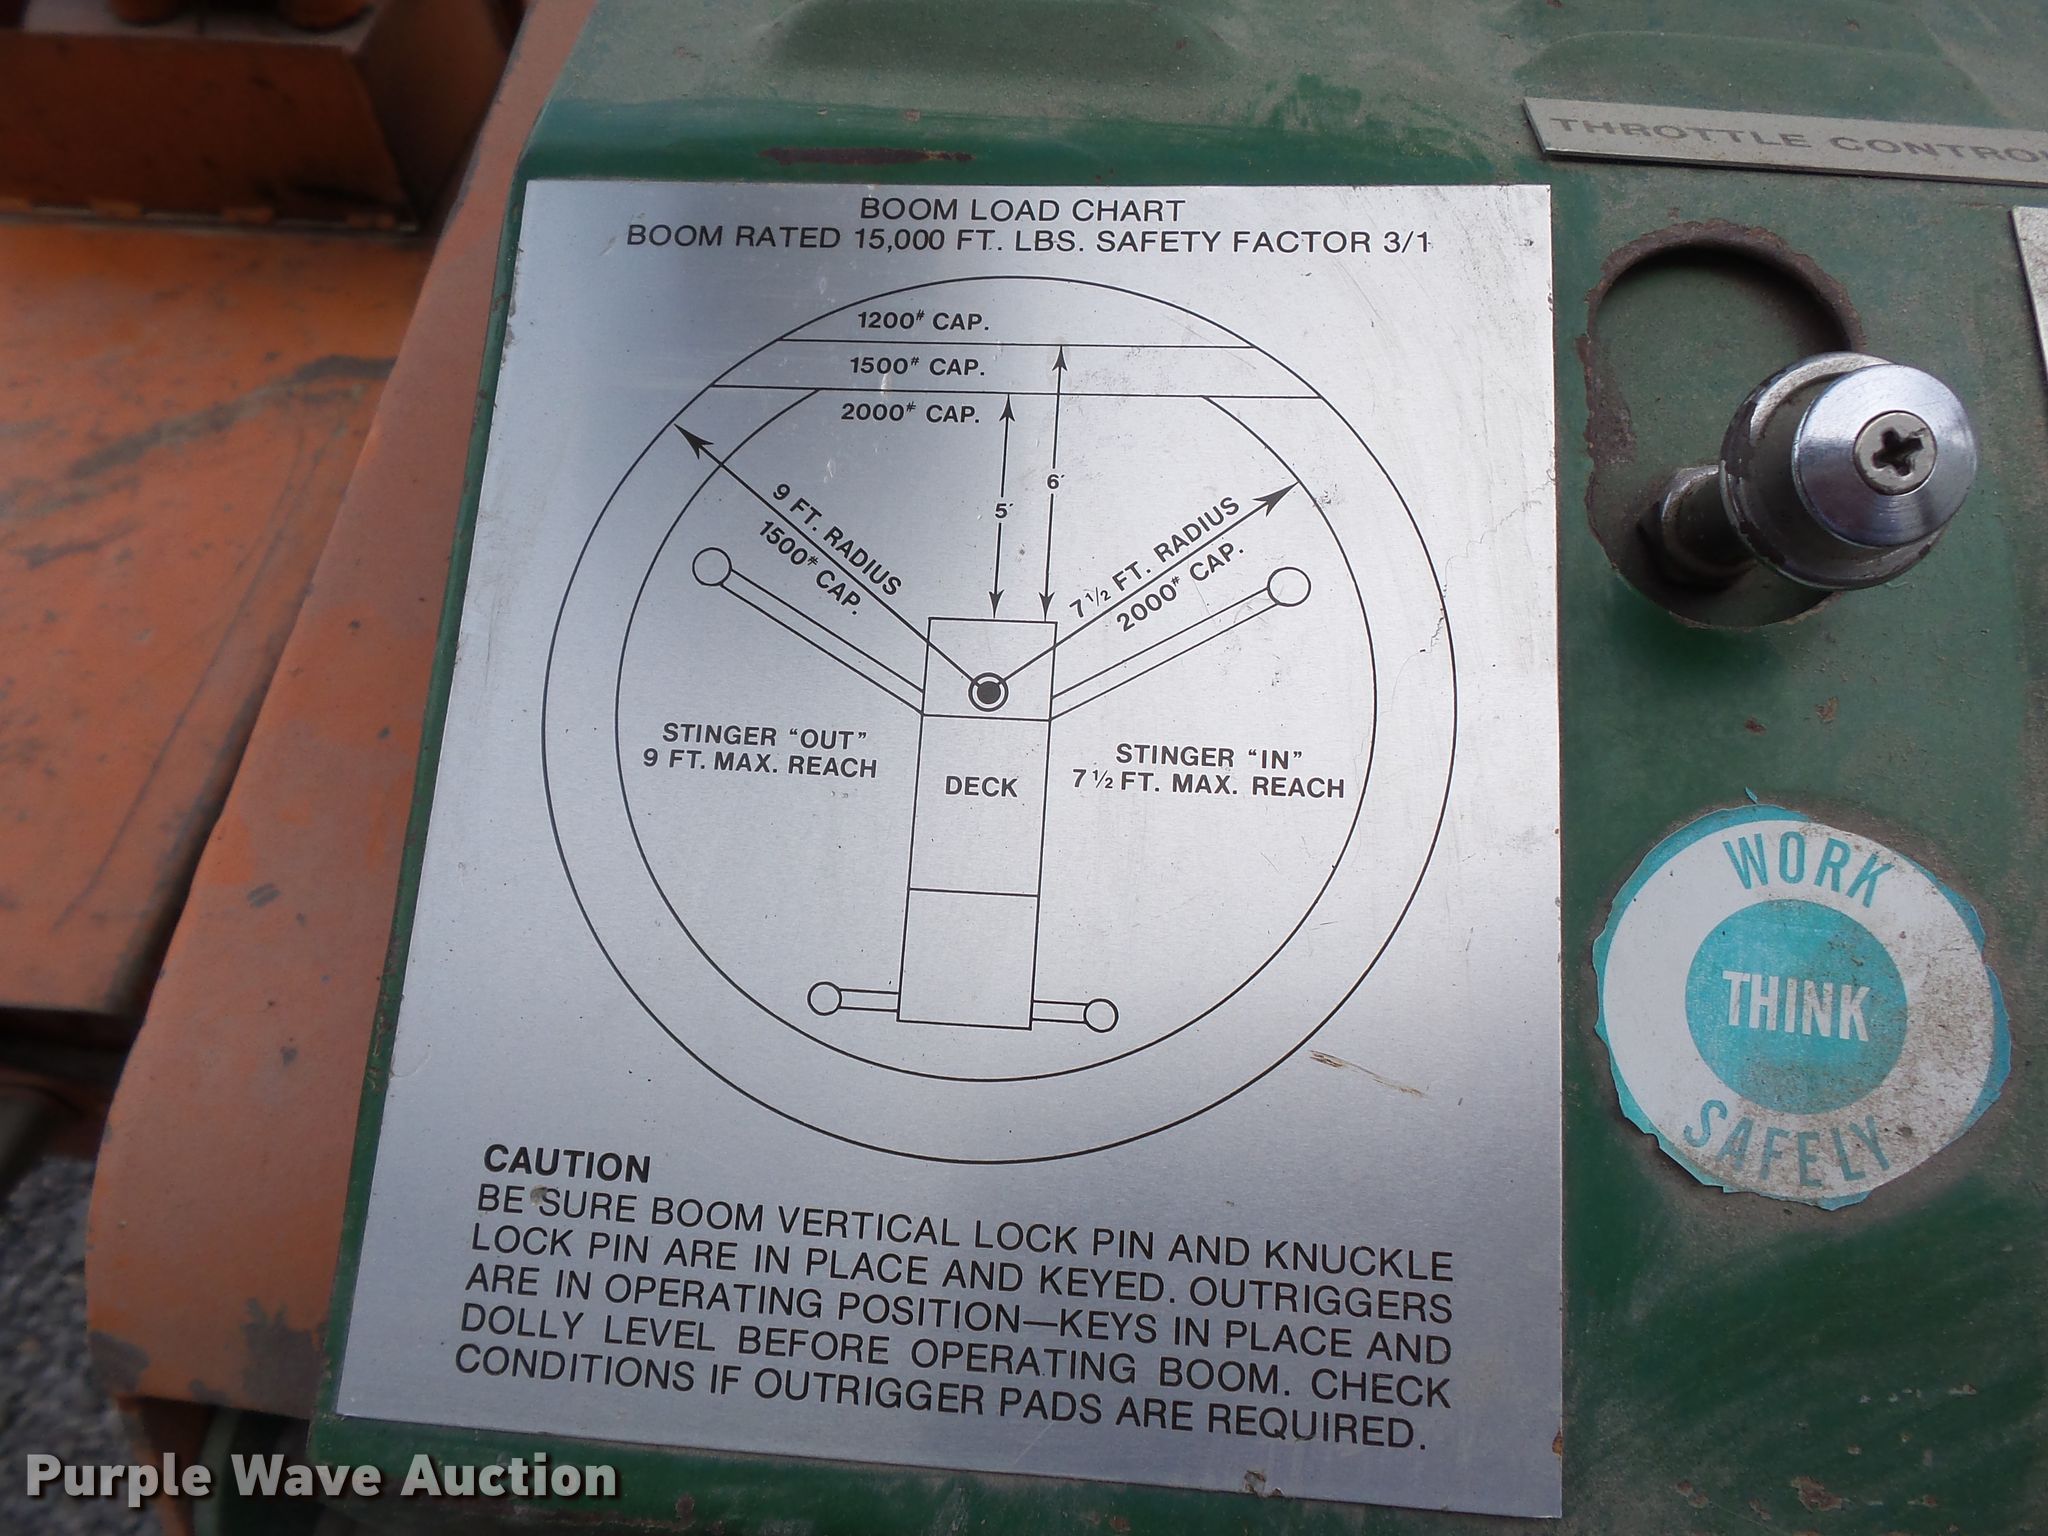 THROTTLE CONTRO
BOOM LOAD CHART
BOOM RATED 15,000 FT. LBS. SAFETY FACTOR 3/1
1200# CAP.
1500# CAP.
2000# CAP.
5'
6'
9 FT. RADIUS
1500# CAP.
7 1/2 FT. RADIUS
2000# CAP.
STINGER "OUT"
9 FT. MAX. REACH
DECK
STINGER "IN"
7 1/2 FT. MAX. REACH
WORK
THINK
SAFELY
CAUTION
BE SURE BOOM VERTICAL LOCK PIN AND KNUCKLE
LOCK PIN ARE IN PLACE AND KEYED. OUTRIGGERS
ARE IN OPERATING POSITION—KEYS IN PLACE AND
DOLLY LEVEL BEFORE OPERATING BOOM. CHECK
CONDITIONS IF OUTRIGGER PADS ARE REQUIRED.
Purple Wave Auction